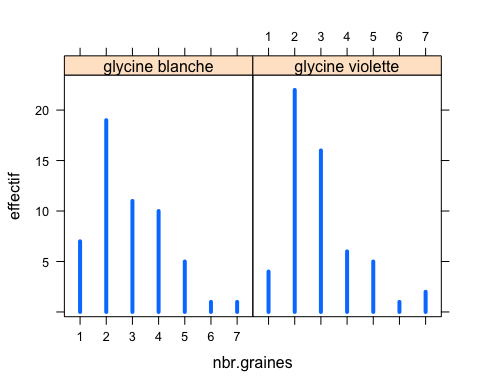 1 2 3 4 5 6 7
glycine blanche glycine violette
20
15
10
5
effectif
1 2 3 4 5 6 7
nbr.graines